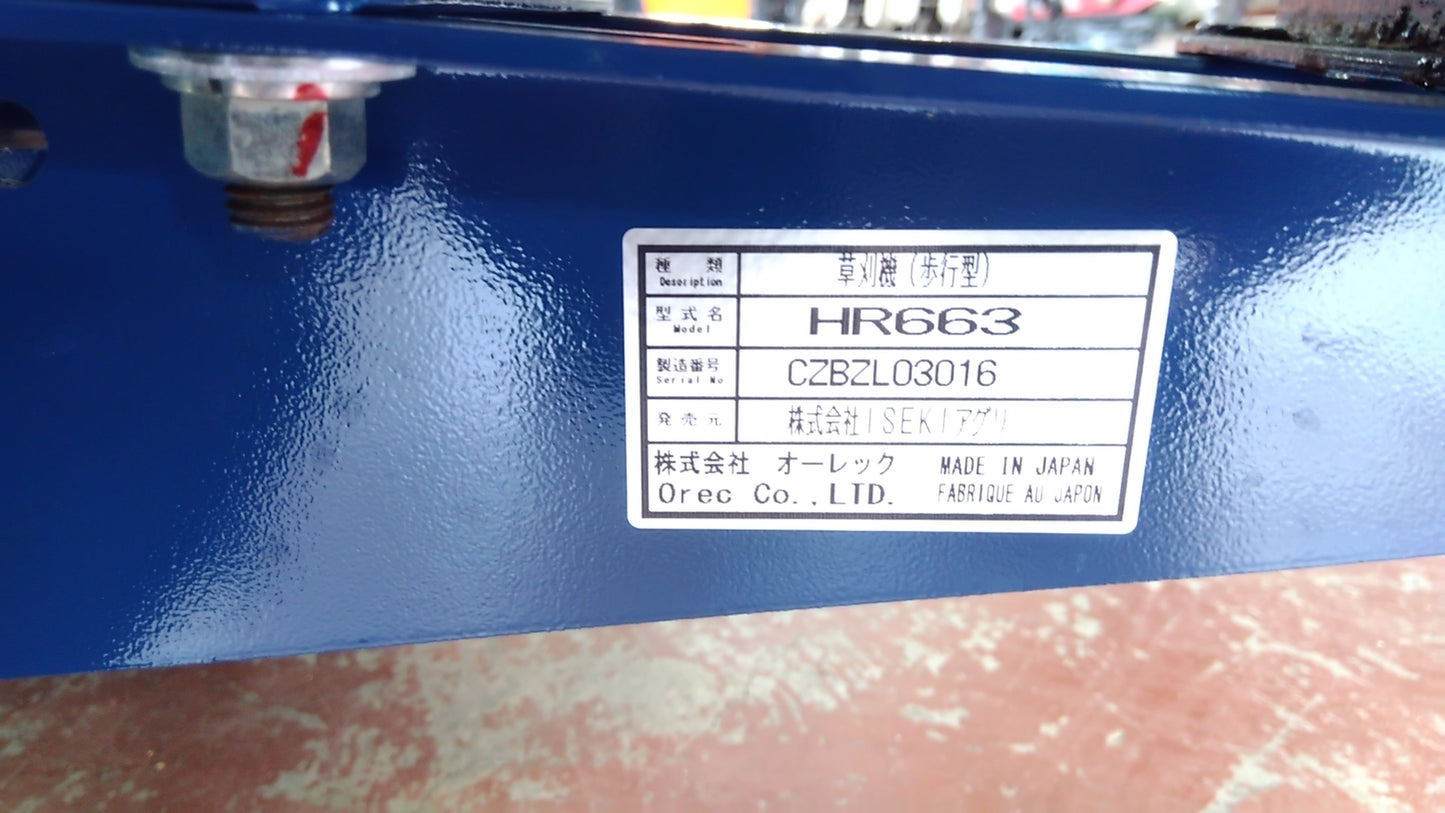 種類 草刈機(歩行型)
Description
型式名 HR663
Model
製造番号 CZBZL03016
Serial No
発売元 株式会社ISEKIアグリ
株式会社 オーレック MADE IN JAPAN
Orec Co.,LTD. FABRIQUE AU JAPON